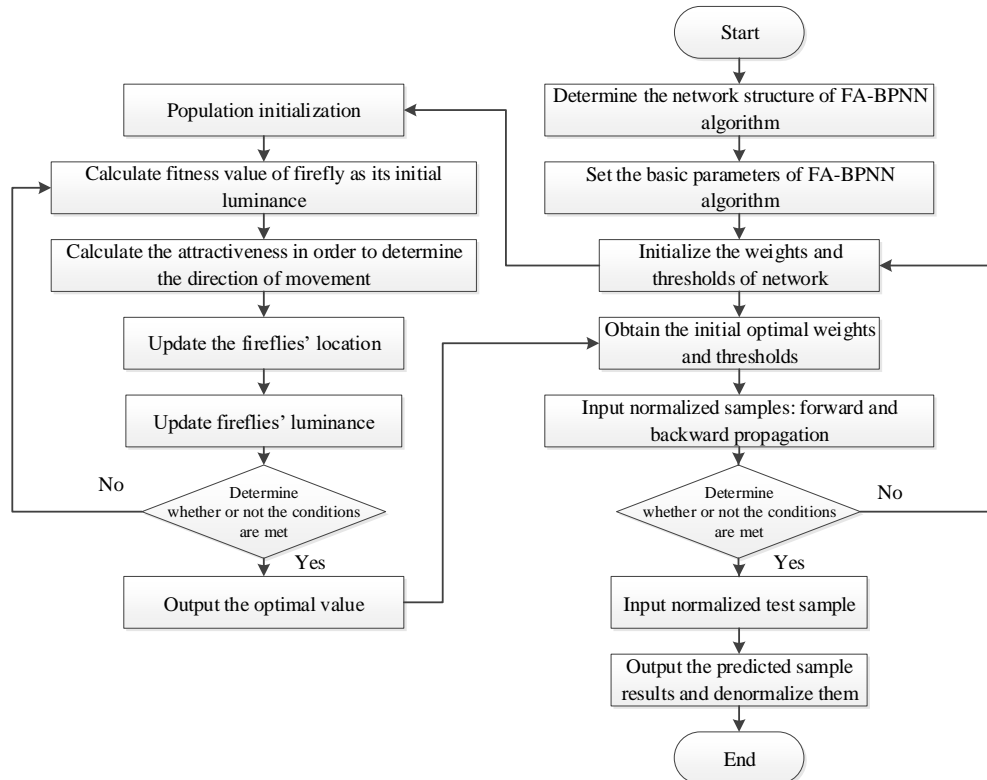 Start
Determine the network structure of FA-BPNN
algorithm
Set the basic parameters of FA-BPNN
algorithm
Initialize the weights and
thresholds of network
Population initialization
Calculate fitness value of firefly as its initial
luminance
Calculate the attractiveness in order to determine
the direction of movement
Update the fireflies’ location
Update fireflies’ luminance
Determine
whether or not the conditions
are met
No
Yes
Output the optimal value
Obtain the initial optimal weights
and thresholds
Input normalized samples: forward and
backward propagation
Determine
whether or not the conditions
are met
No
Yes
Input normalized test sample
Output the predicted sample
results and denormalize them
End